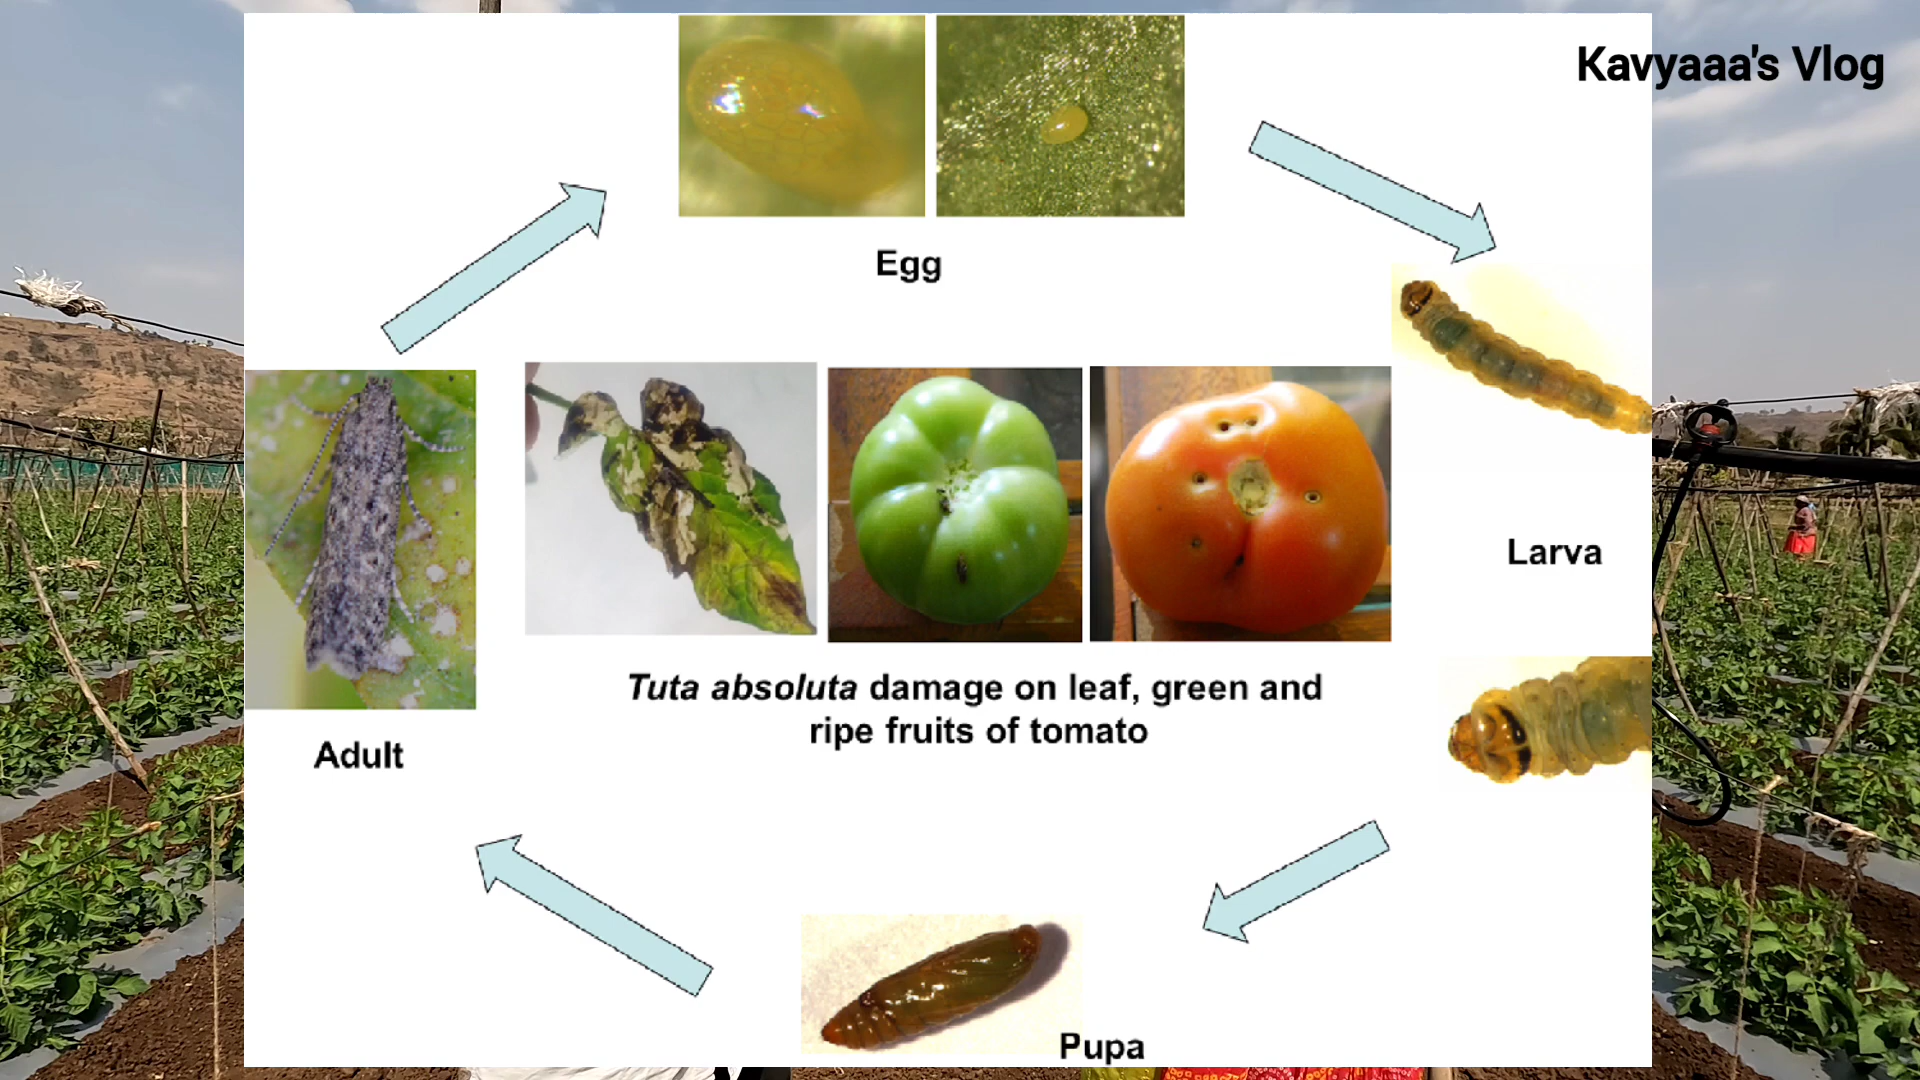 Kavyaaa's Vlog
Egg
Larva
Tuta absoluta damage on leaf, green and
ripe fruits of tomato
Adult
Pupa